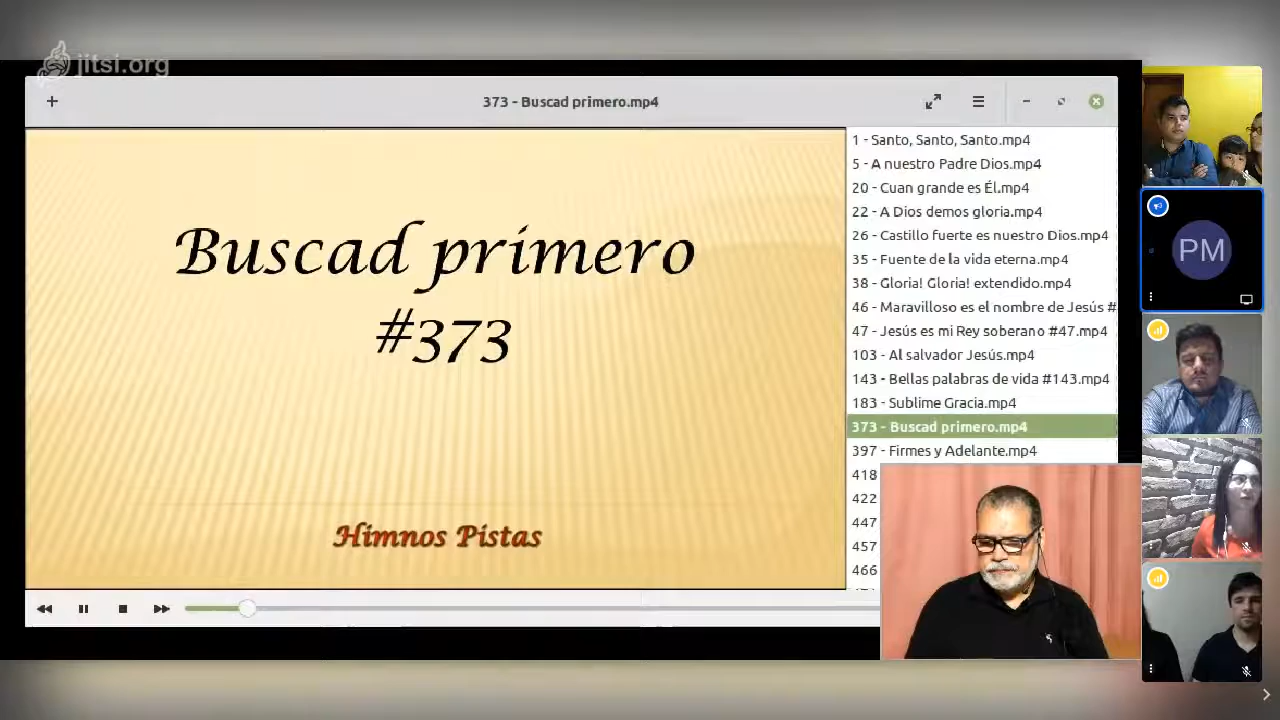 jitsi.org
373 - Buscad primero.mp4
Buscad primero
#373
Himnos Pistas
1 - Santo, Santo, Santo.mp4
5 - A nuestro Padre Dios.mp4
20 - Cuan grande es Él.mp4
22 - A Dios demos gloria.mp4
26 - Castillo fuerte es nuestro Dios.mp4
35 - Fuente de la vida eterna.mp4
38 - Gloria! Gloria! extendido.mp4
46 - Maravilloso es el nombre de Jesús #
47 - Jesús es mi Rey soberano #47.mp4
103 - Al salvador Jesús.mp4
143 - Bellas palabras de vida #143.mp4
183 - Sublime Gracia.mp4
373 - Buscad primero.mp4
397 - Firmes y Adelante.mp4
418
422
447
457
466
PM